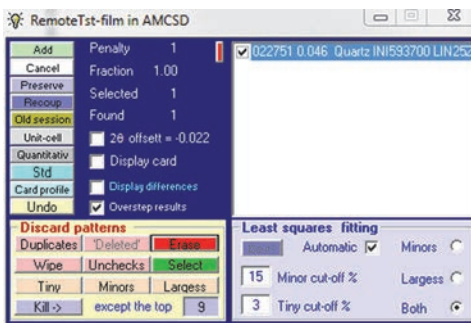 RemoteTst-film in AMCSD
Add
Cancel
Preserve
Recoup
Old session
Unit-cell
Quantitativ
Std
Card profile
Undo
Penalty 1
Fraction 1.00
Selected 1
Found 1
2θ offsett = -0.022
Display card
Display differences
Overstep results
022751 0.046 Quartz INI593700 LIN252
Discard patterns
Duplicates 'Deleted' Erase
Wipe Unchecks Select
Tiny Minors Largess
Kill -> except the top 9
Least squares fitting
Automatic Minors
15 Minor cut-off % Largess
3 Tiny cut-off % Both